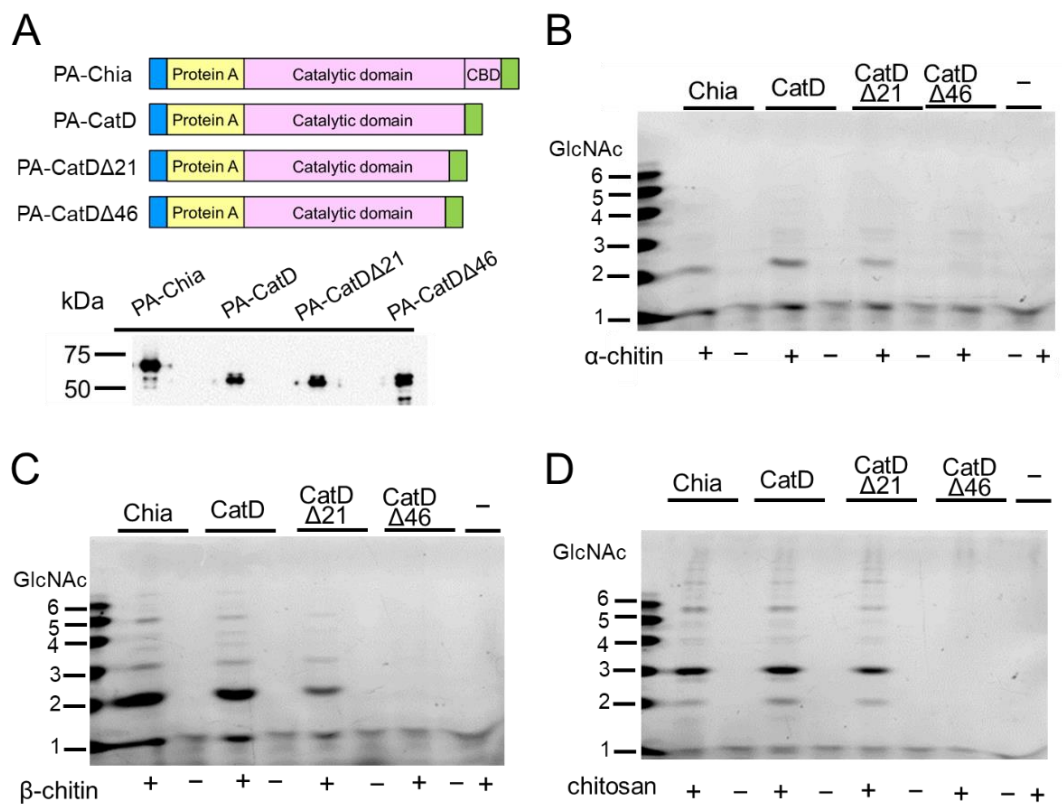 A
PA-Chia
Protein A Catalytic domain CBD
PA-CatD
Protein A Catalytic domain
PA-CatDΔ21
Protein A Catalytic domain
PA-CatDΔ46
Protein A Catalytic domain
kDa
PA-Chia PA-CatD PA-CatDΔ21 PA-CatDΔ46
75
50
B
Chia CatD CatD Δ21 CatD Δ46 −
GlcNAc
6
5
4
3
2
1
α-chitin + − + − + − + − +
C
Chia CatD CatD Δ21 CatD Δ46 −
GlcNAc
6
5
4
3
2
1
β-chitin + − + − + − + − +
D
Chia CatD CatD Δ21 CatD Δ46 −
GlcNAc
6
5
4
3
2
1
chitosan + − + − + − + − +